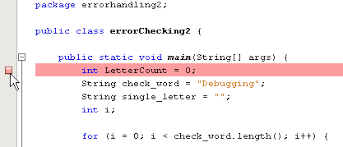 package errorhandling2;
public class errorChecking2 {
public static void main(String[] args) {
int LetterCount = 0;
String check_word = "Debugging";
String single_letter = "";
int i;
for (i = 0; i < check_word.length(); i++) {